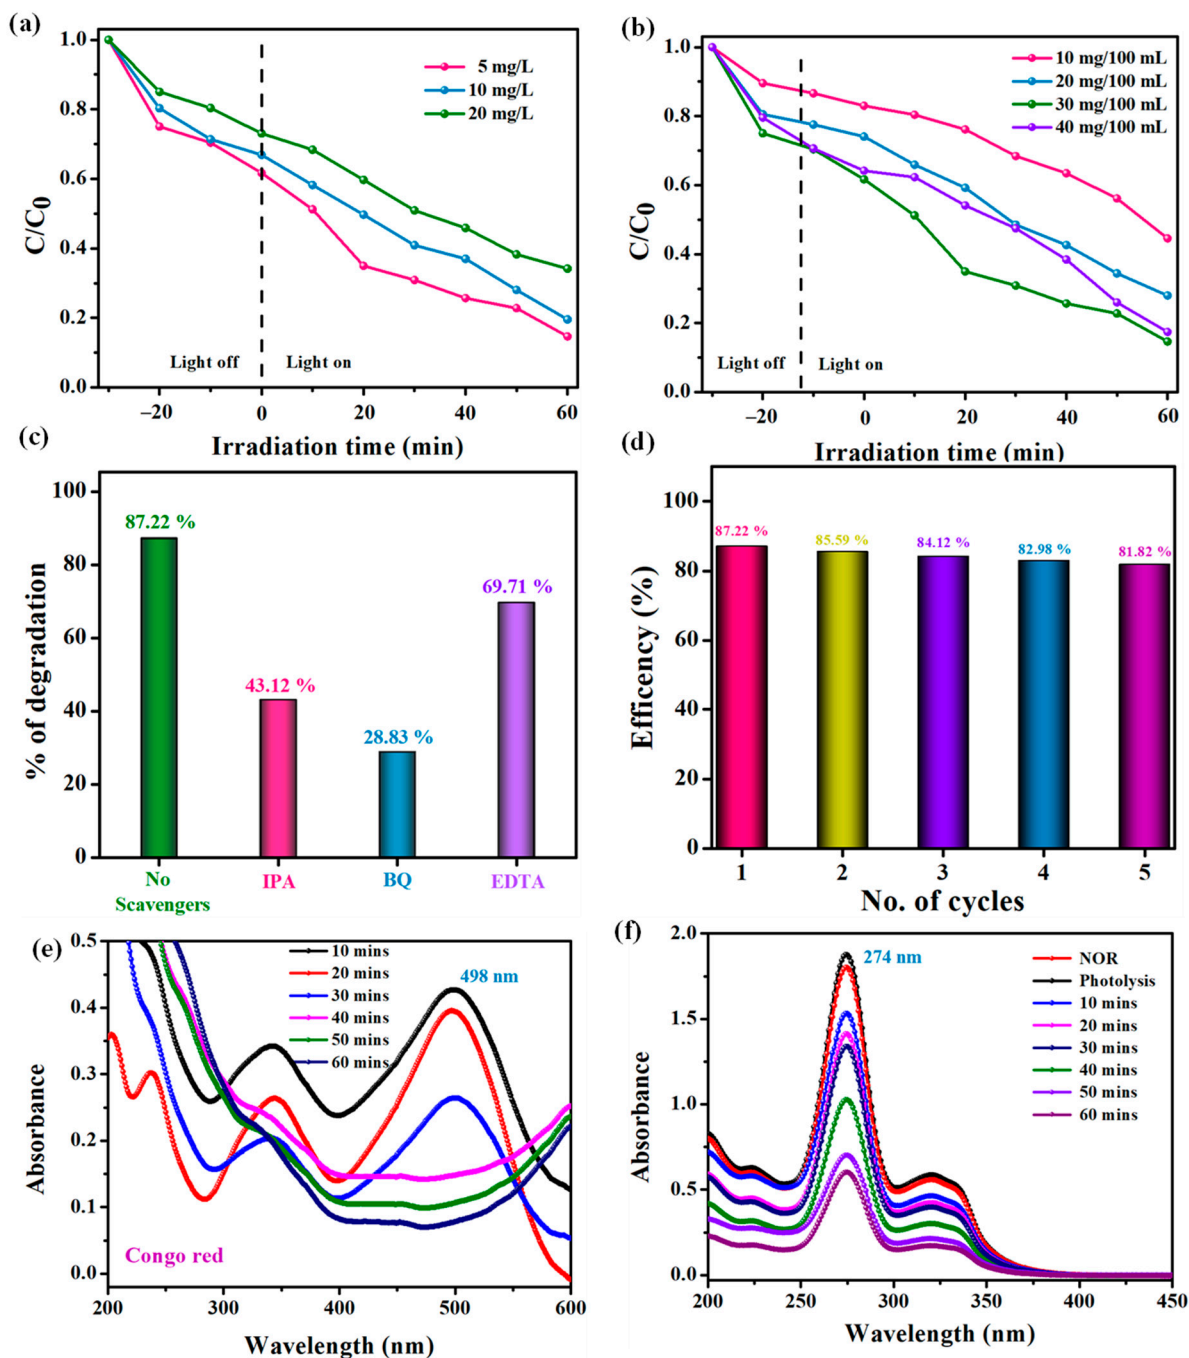 (a)
1.0
0.8
0.6
0.4
0.2
0.0
C/C0
5 mg/L
10 mg/L
20 mg/L
Light off
Light on
−20
0
20
40
60
Irradiation time (min)
(b)
1.0
0.8
0.6
0.4
0.2
0.0
C/C0
10 mg/100 mL
20 mg/100 mL
30 mg/100 mL
40 mg/100 mL
Light off
Light on
−20
0
20
40
60
Irradiation time (min)
(c)
100
80
60
40
20
0
% of degradation
87.22 %
43.12 %
28.83 %
69.71 %
No
Scavengers
IPA
BQ
EDTA
(d)
100
80
60
40
20
0
Efficency (%)
87.22 %
85.59 %
84.12 %
82.98 %
81.82 %
1
2
3
4
5
No. of cycles
(e)
0.5
0.4
0.3
0.2
0.1
0.0
Absorbance
10 mins
20 mins
30 mins
40 mins
50 mins
60 mins
498 nm
Congo red
200
300
400
500
600
Wavelength (nm)
(f)
2.0
1.5
1.0
0.5
0.0
Absorbance
274 nm
NOR
Photolysis
10 mins
20 mins
30 mins
40 mins
50 mins
60 mins
200
250
300
350
400
450
Wavelength (nm)